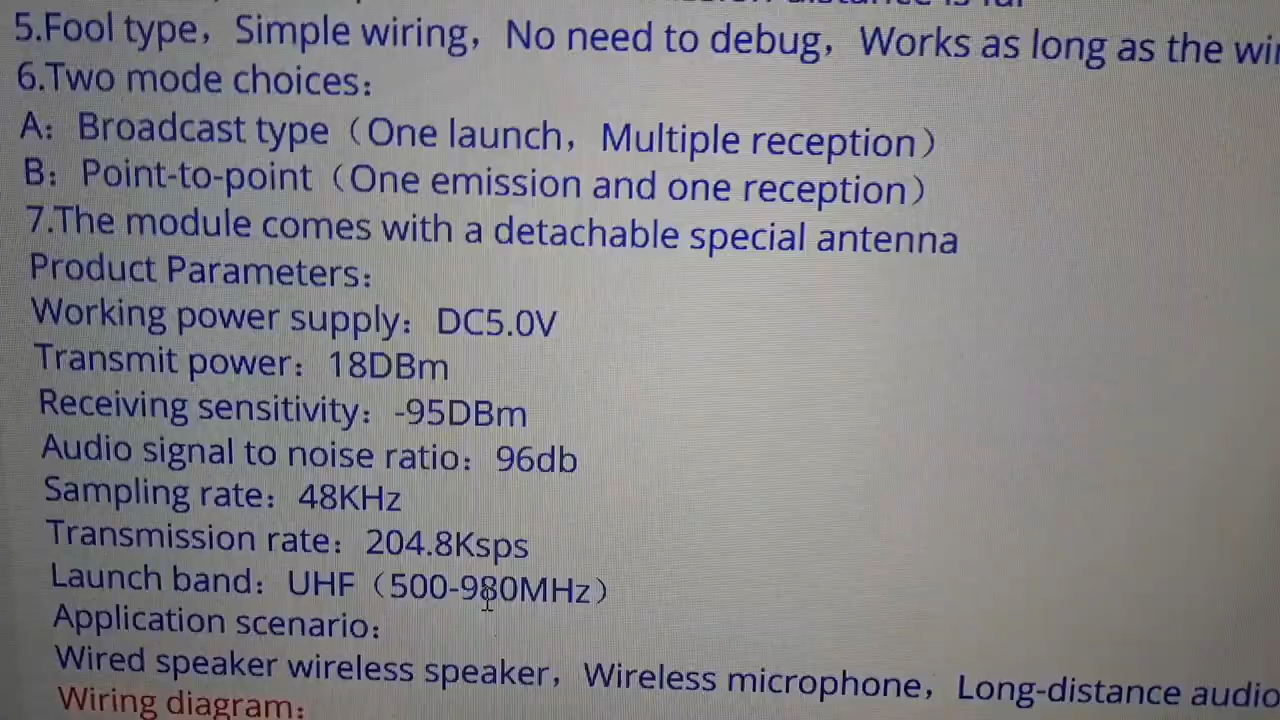 5.Fool type，Simple wiring，No need to debug，Works as long as the
6.Two mode choices：
A：Broadcast type（One launch，Multiple reception）
B：Point-to-point（One emission and one reception）
7.The module comes with a detachable special antenna
Product Parameters：
Working power supply：DC5.0V
Transmit power：18DBm
Receiving sensitivity：-95DBm
Audio signal to noise ratio：96db
Sampling rate：48KHz
Transmission rate：204.8Ksps
Launch band：UHF（500-980MHz）
Application scenario：
Wired speaker wireless speaker，Wireless microphone，Long-distance audio
Wiring diagram：